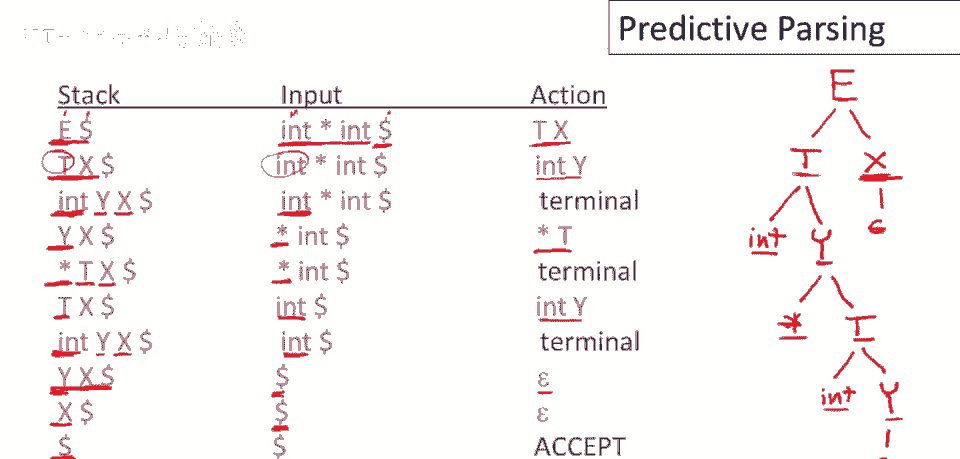 Predictive Parsing
Stack Input Action
E $ int * int $ T X
T X $ int * int $ int Y
int Y X $ int * int $ terminal
Y X $ * int $ * T
* T X $ * int $ terminal
T X $ int $ int Y
int Y X $ int $ terminal
Y X $ $ ε
X $ $ ε
$ $ ACCEPT
E
T X
int Y ε
* T
int Y